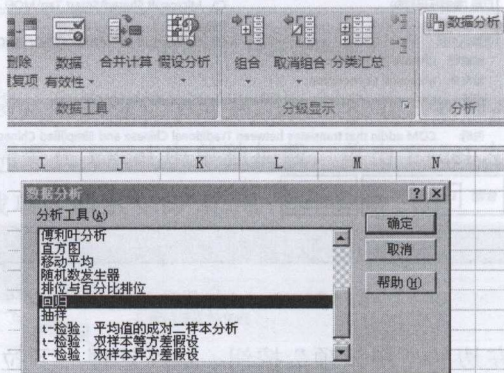 删除 数据 合并计算 假设分析 组合 取消组合 分类汇总 数据分析
重复项 有效性
数据工具 分级显示 分析
I J K L M N
数据分析
分析工具(A)
傅利叶分析
直方图
移动平均
随机数发生器
排位与百分比排位
回归
抽样
t-检验: 平均值的成对二样本分析
t-检验: 双样本等方差假设
t-检验: 双样本异方差假设
确定
取消
帮助(H)